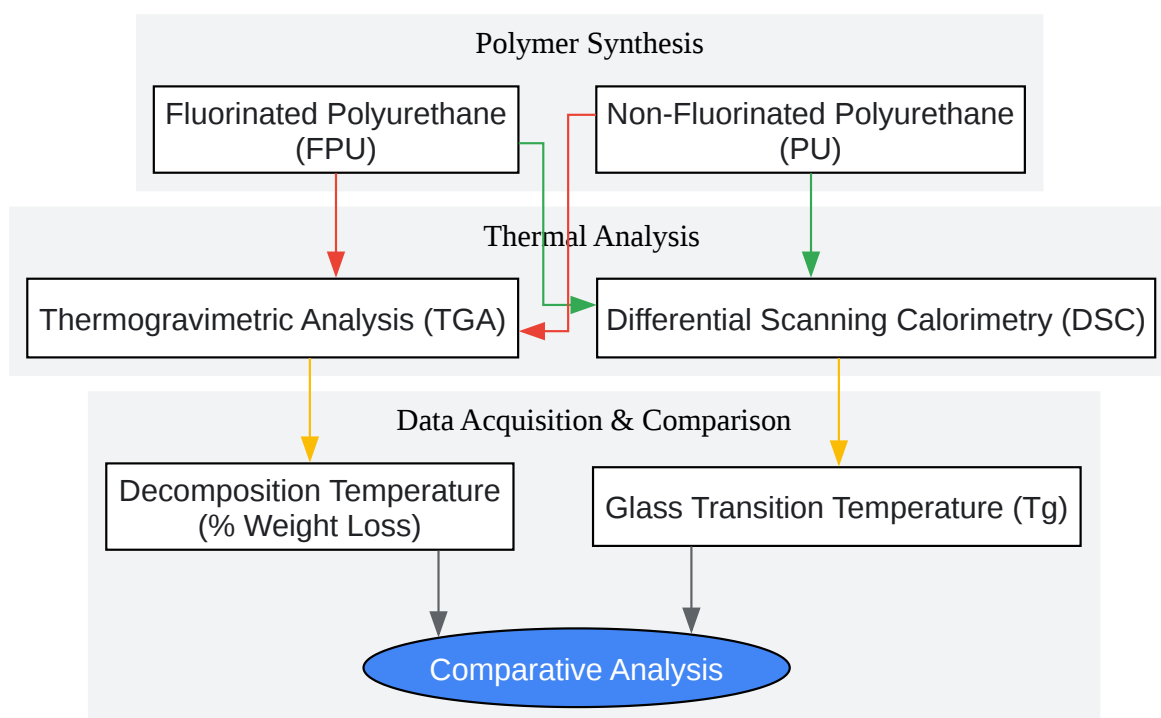 Polymer Synthesis
Fluorinated Polyurethane
(FPU)
Non-Fluorinated Polyurethane
(PU)
Thermal Analysis
Thermogravimetric Analysis (TGA)
Differential Scanning Calorimetry (DSC)
Data Acquisition & Comparison
Decomposition Temperature
(% Weight Loss)
Glass Transition Temperature (Tg)
Comparative Analysis